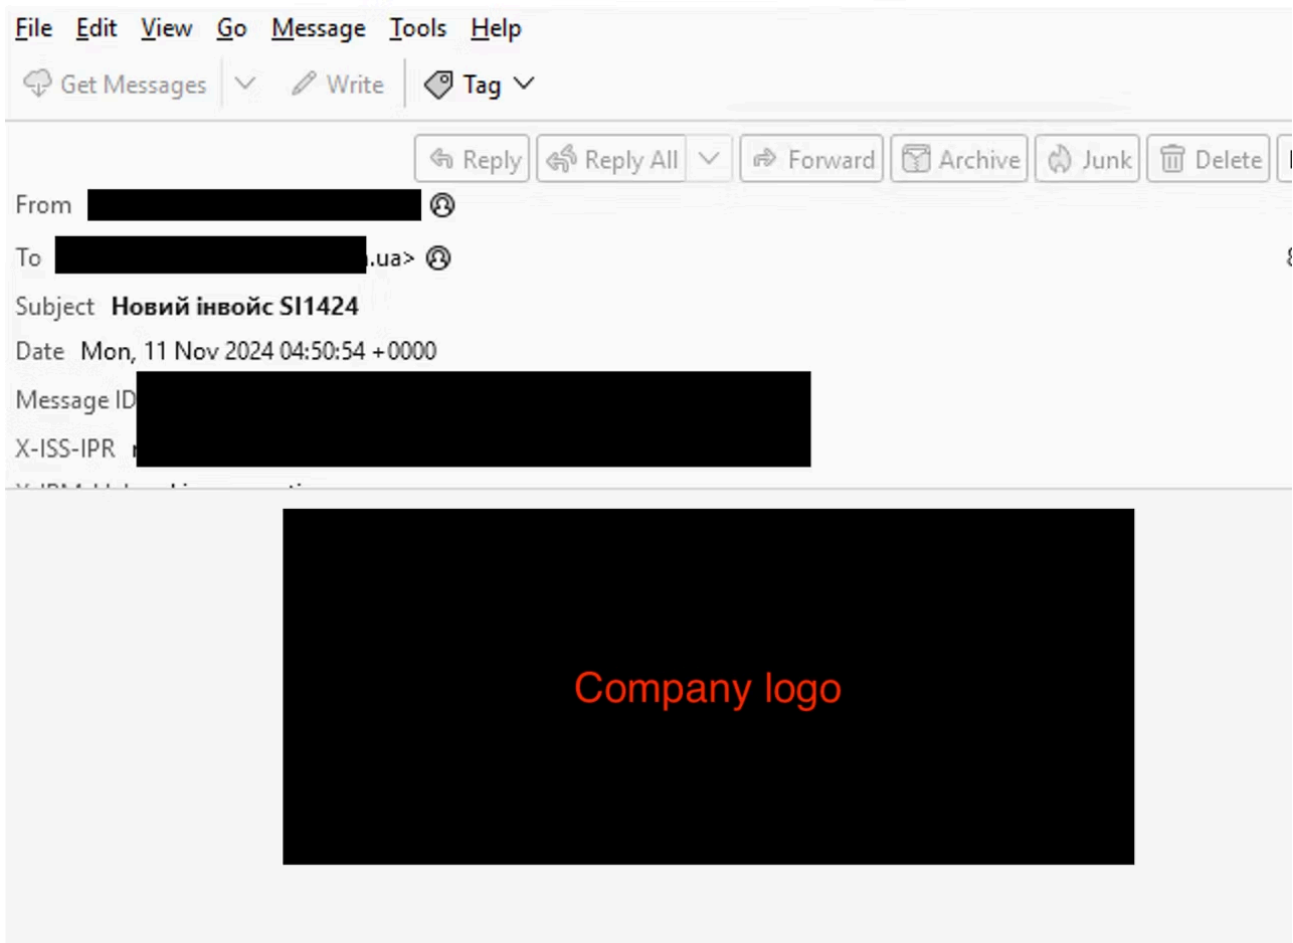 File Edit View Go Message Tools Help
Get Messages Write Tag
Reply Reply All Forward Archive Junk Delete
From
To .ua>
Subject Новий інвойс SI1424
Date Mon, 11 Nov 2024 04:50:54 +0000
Message ID
X-ISS-IPR
Company logo